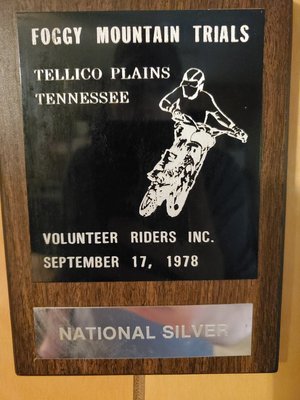 FOGGY MOUNTAIN TRIALS
TELLICO PLAINS
TENNESSEE
VOLUNTEER RIDERS INC.
SEPTEMBER 17, 1978
NATIONAL SILVER